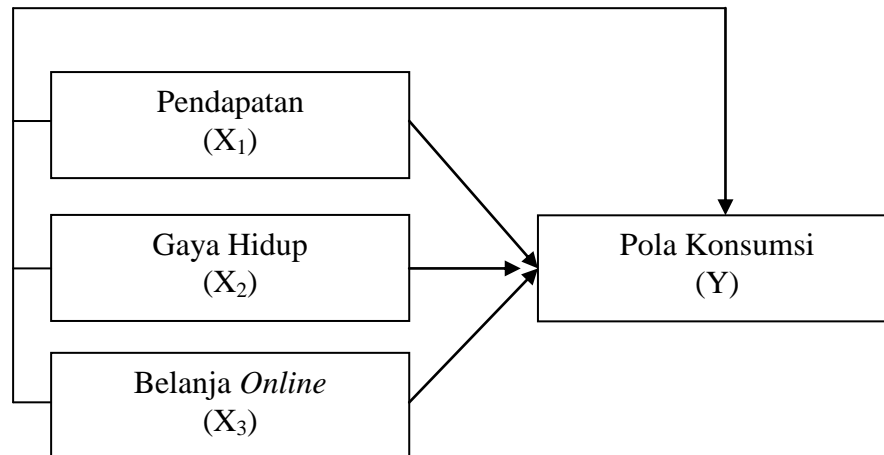 Pendapatan
(X₁)
Gaya Hidup
(X₂)
Belanja Online
(X₃)
Pola Konsumsi
(Y)